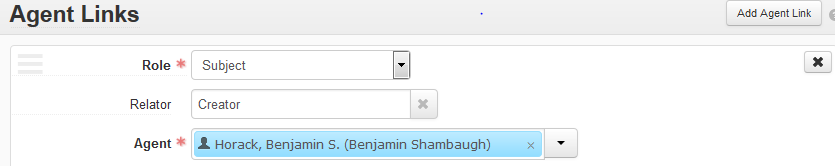 Agent Links
Add Agent Link
Role * Subject
Relator Creator
Agent * Horack, Benjamin S. (Benjamin Shambaugh) ×